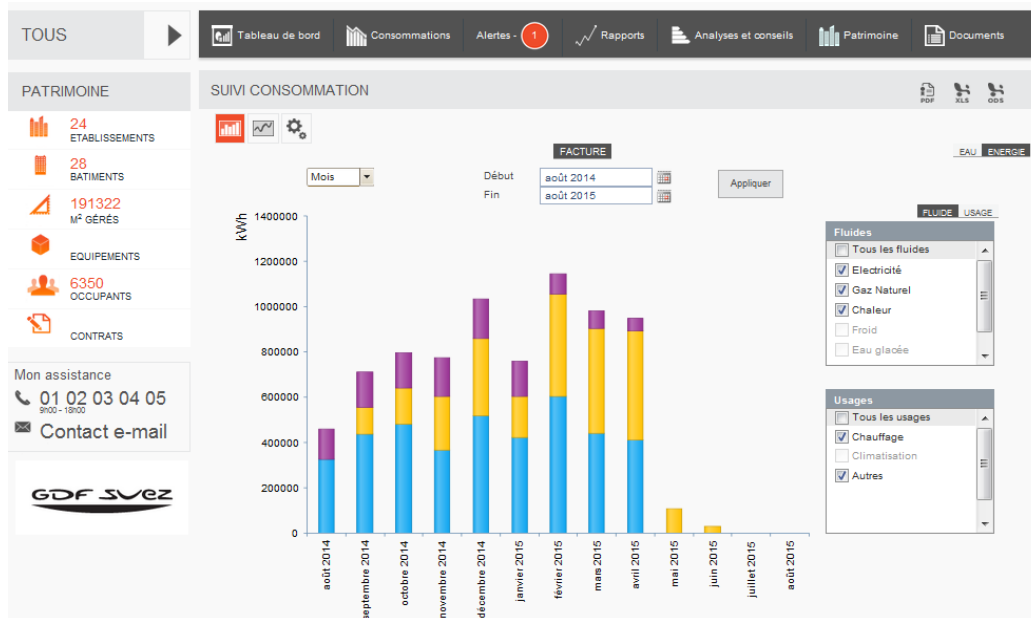 TOUS
Tableau de bord
Consommations
Alertes - 1
Rapports
Analyses et conseils
Patrimoine
Documents
PATRIMOINE
24
ETABLISSEMENTS
28
BATIMENTS
191322
M² GÉRÉS
EQUIPEMENTS
6350
OCCUPANTS
CONTRATS
Mon assistance
01 02 03 04 05
9h00 - 18h00
Contact e-mail
GDF SUEZ
SUIVI CONSOMMATION
PDF
XLS
ODS
FACTURE
EAU ENERGIE
Mois
Début août 2014
Fin août 2015
Appliquer
FLUIDE USAGE
kWh
1400000
1200000
1000000
800000
600000
400000
200000
0
août 2014
septembre 2014
octobre 2014
novembre 2014
décembre 2014
janvier 2015
février 2015
mars 2015
avril 2015
mai 2015
juin 2015
juillet 2015
août 2015
Fluides
Tous les fluides
Electricité
Gaz Naturel
Chaleur
Froid
Eau glacée
Usages
Tous les usages
Chauffage
Climatisation
Autres